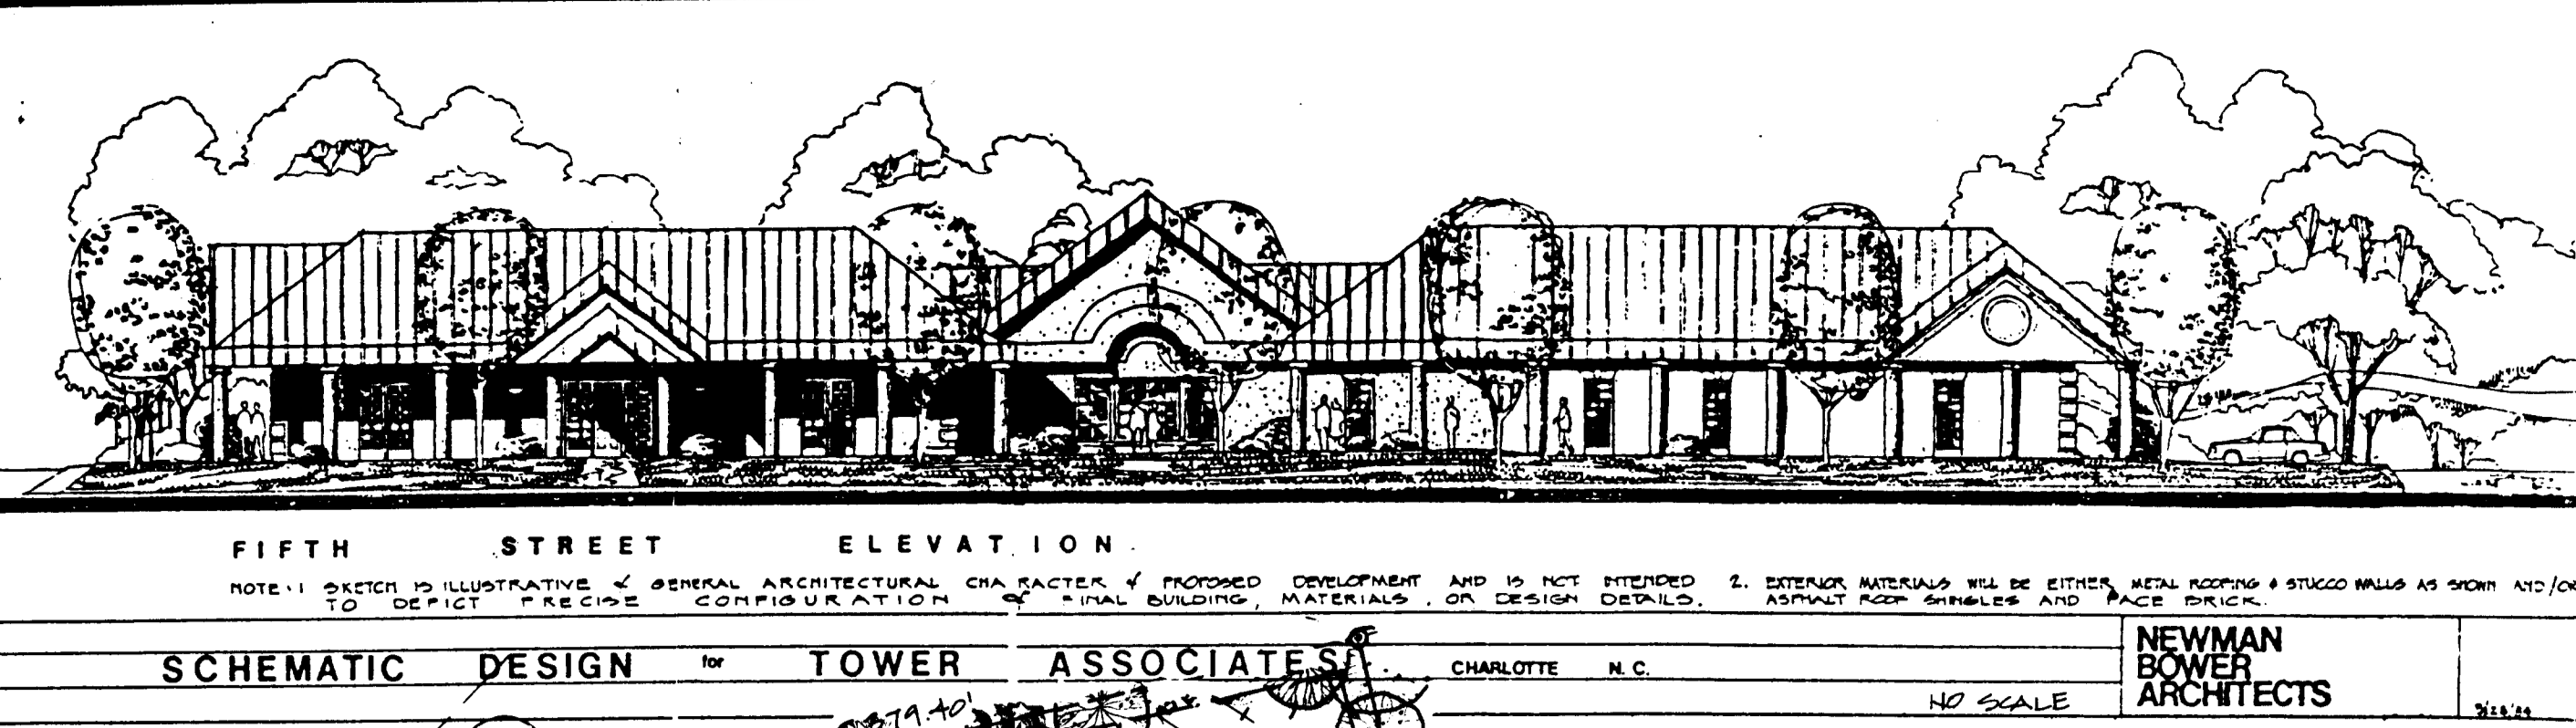 FIFTH STREET ELEVATION
NOTE: 1 SKETCH IS ILLUSTRATIVE of GENERAL ARCHITECTURAL CHARACTER of PROPOSED DEVELOPMENT AND IS NOT INTENDED
TO DEPICT PRECISE CONFIGURATION of FINAL BUILDING, MATERIALS, OR DESIGN DETAILS.
2. EXTERIOR MATERIALS WILL BE EITHER METAL ROOFING & STUCCO WALLS AS SHOWN AND/OR
ASPHALT ROOF SHINGLES AND FACE BRICK.
SCHEMATIC DESIGN for TOWER ASSOCIATES CHARLOTTE N.C.
NO SCALE
NEWMAN
BOWER
ARCHITECTS
379.40'